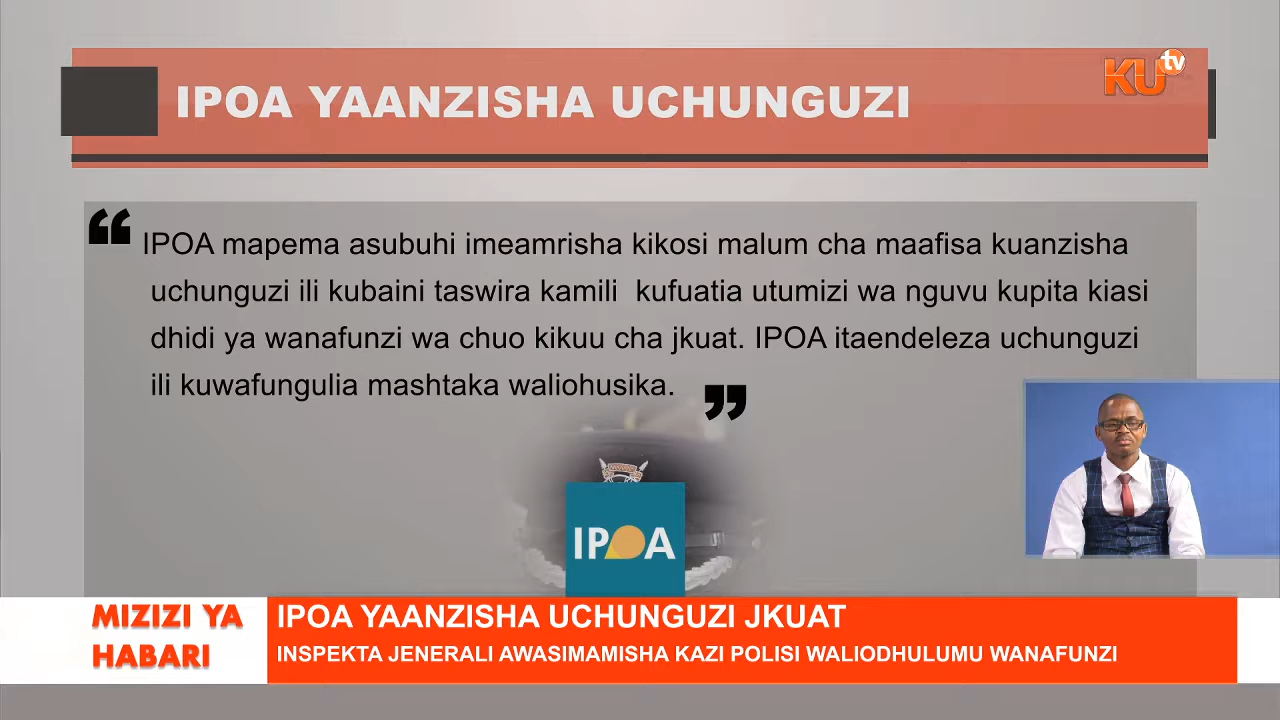 KU tv
IPOA YAANZISHA UCHUNGUZI
“ IPOA mapema asubuhi imeamrisha kikosi malum cha maafisa kuanzisha
uchunguzi ili kubaini taswira kamili kufuatia utumizi wa nguvu kupita kiasi
dhidi ya wanafunzi wa chuo kikuu cha jkuat. IPOA itaendeleza uchunguzi
ili kuwafungulia mashtaka waliohusika. ”
IPOA
MIZIZI YA
HABARI
IPOA YAANZISHA UCHUNGUZI JKUAT
INSPEKTA JENERALI AWASIMAMISHA KAZI POLISI WALIODHULUMU WANAFUNZI